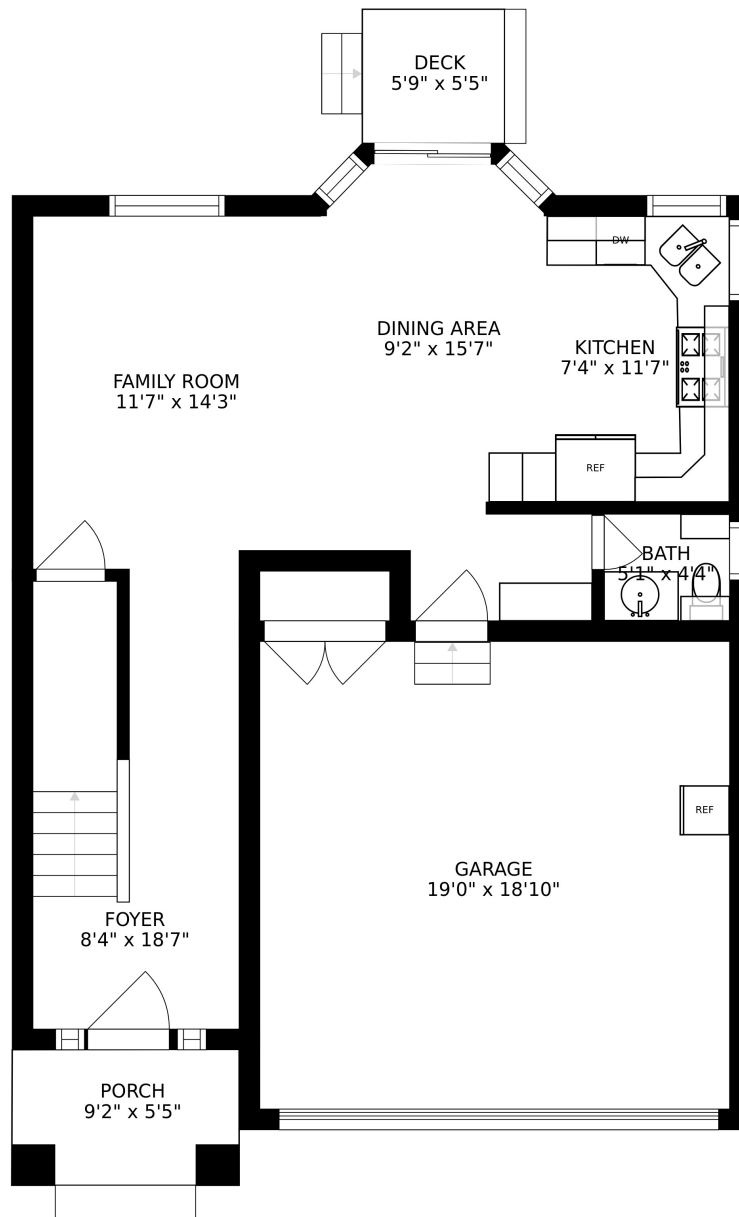 DECK
5'9" x 5'5"
DW
DINING AREA
9'2" x 15'7"
KITCHEN
7'4" x 11'7"
FAMILY ROOM
11'7" x 14'3"
REF
BATH
5'1" x 4'4"
REF
GARAGE
19'0" x 18'10"
FOYER
8'4" x 18'7"
PORCH
9'2" x 5'5"